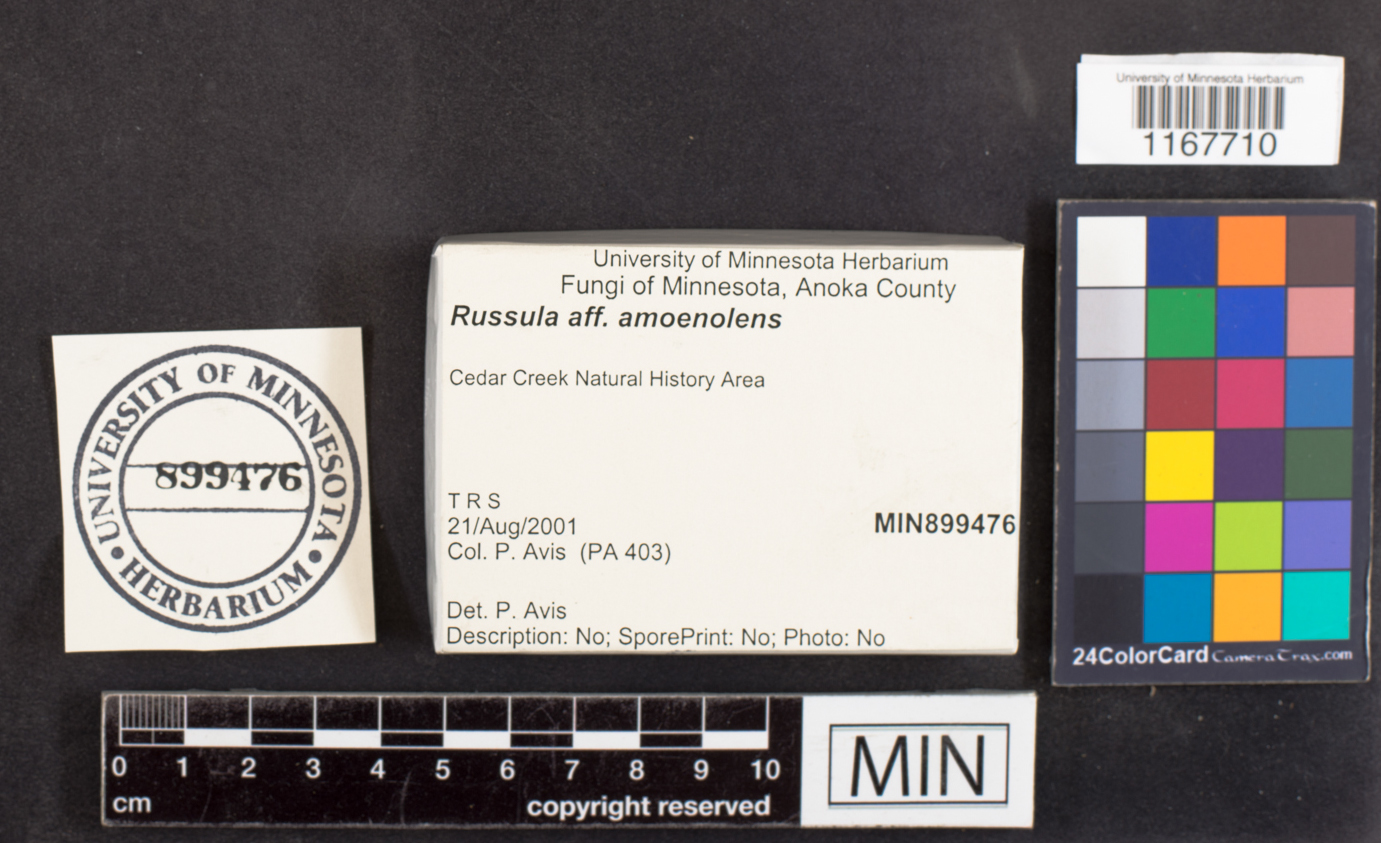 University of Minnesota Herbarium
1167710
University of Minnesota Herbarium
Fungi of Minnesota, Anoka County
Russula aff. amoenolens
Cedar Creek Natural History Area
T R S
21/Aug/2001
MIN899476
Col. P. Avis (PA 403)
Det. P. Avis
Description: No; SporePrint: No; Photo: No
UNIVERSITY OF MINNESOTA
899476
• HERBARIUM •
24ColorCard CameraTrax.com
0 1 2 3 4 5 6 7 8 9 10
cm
copyright reserved
MIN